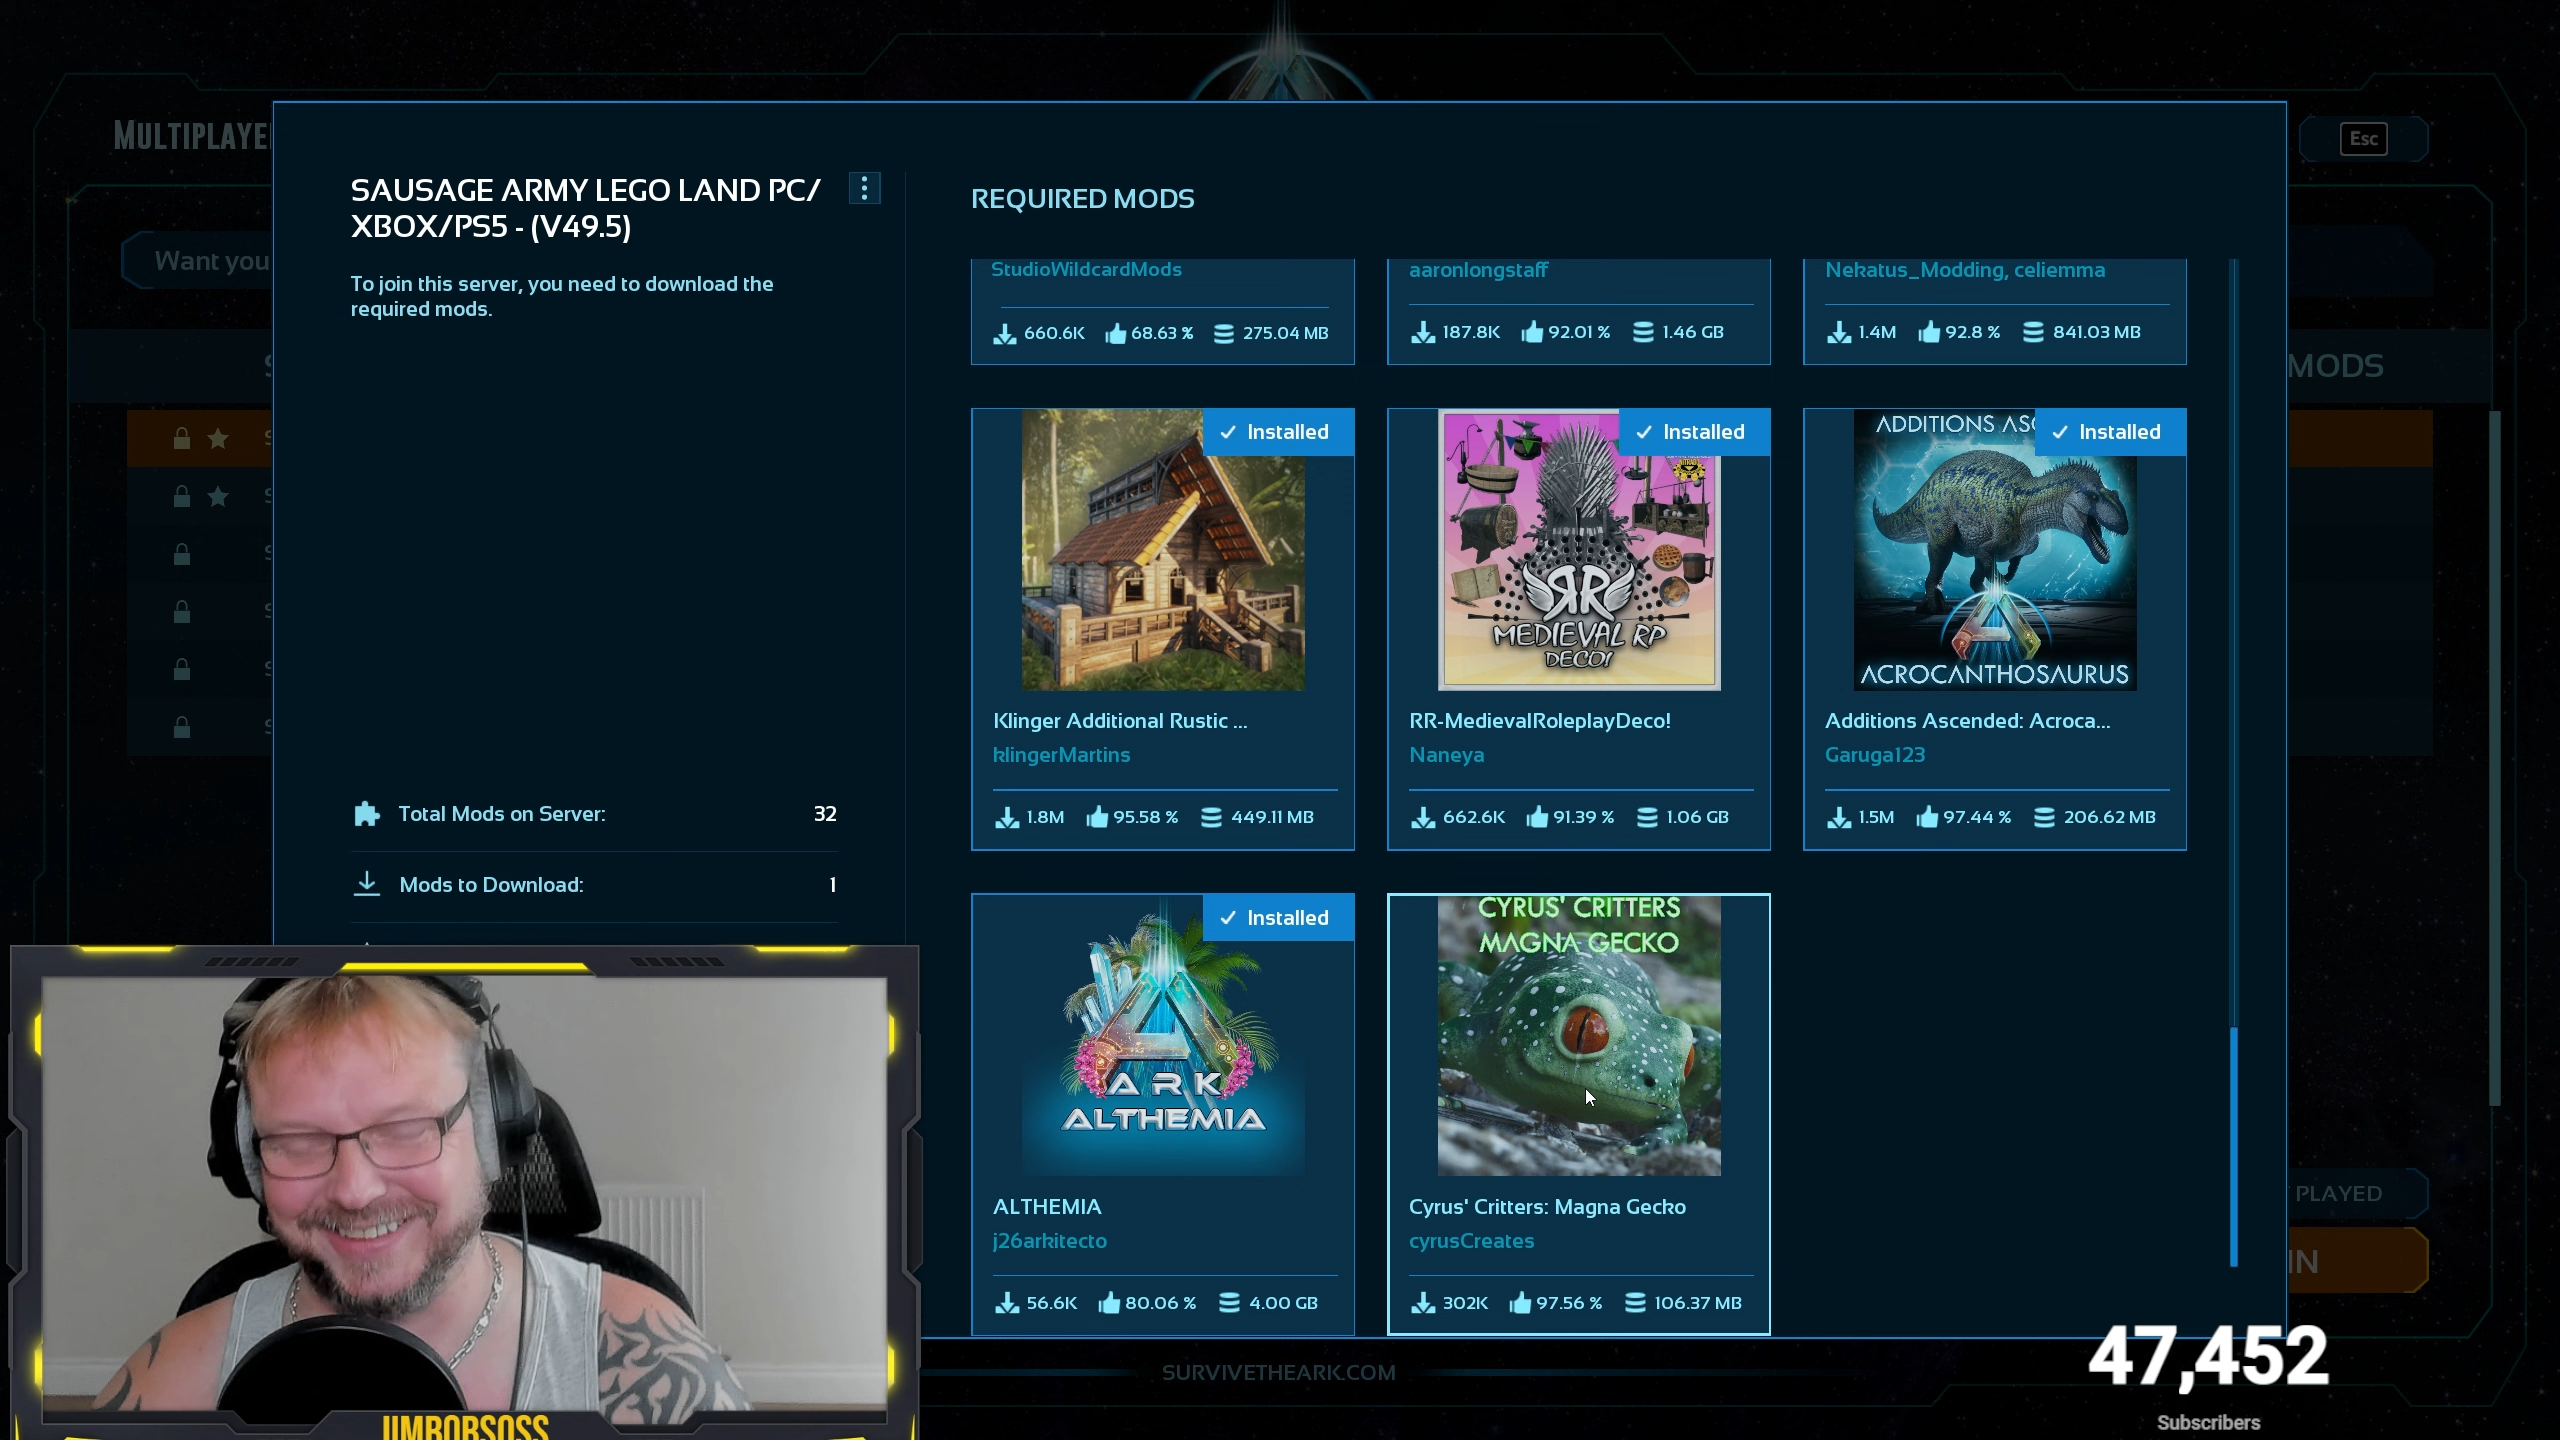 MULTIPLAYE
Esc
Want you
MODS
PLAYED
IN
SAUSAGE ARMY LEGO LAND PC/
XBOX/PS5 - (V49.5)
To join this server, you need to download the
required mods.
Total Mods on Server: 32
Mods to Download: 1
REQUIRED MODS
StudioWildcardMods
660.6K 68.63 % 275.04 MB
aaronlongstaff
187.8K 92.01 % 1.46 GB
Nekatus_Modding, celiemma
1.4M 92.8 % 841.03 MB
Installed
Klinger Additional Rustic ...
klingerMartins
1.8M 95.58 % 449.11 MB
Installed
RR
MEDIEVAL RP
DECO!
RR-MedievalRoleplayDeco!
Naneya
662.6K 91.39 % 1.06 GB
ADDITIONS ASC
Installed
ACROCANTHOSAURUS
Additions Ascended: Acroca...
Garuga123
1.5M 97.44 % 206.62 MB
Installed
ARK
ALTHEMIA
ALTHEMIA
j26arkitecto
56.6K 80.06 % 4.00 GB
CYRUS' CRITTERS
MAGNA GECKO
Cyrus' Critters: Magna Gecko
cyrusCreates
302K 97.56 % 106.37 MB
SURVIVETHEARK.COM
47,452
Subscribers